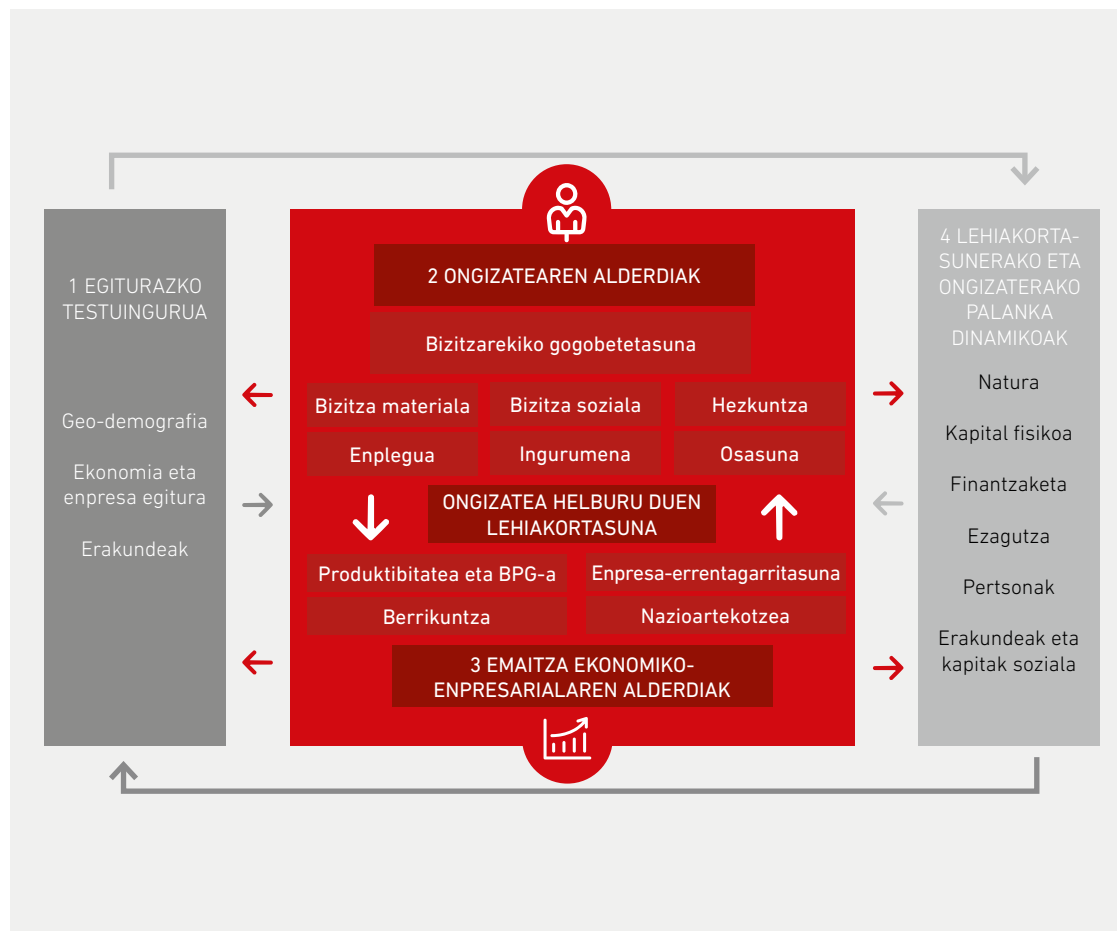 1 EGITURAZKO
TESTUINGURUA
Geo-demografia
Ekonomia eta
enpresa egitura
Erakundeak
2 ONGIZATEAREN ALDERDIAK
Bizitzarekiko gogobetetasuna
Bizitza materiala
Bizitza soziala
Hezkuntza
Enplegua
Ingurumena
Osasuna
ONGIZATEA HELBURU DUEN
LEHIAKORTASUNA
Produktibitatea eta BPG-a
Enpresa-errentagarritasuna
Berrikuntza
Nazioartekotzea
3 EMAITZA EKONOMIKO-
ENPRESARIALAREN ALDERDIAK
4 LEHIAKORTA-
SUNERAKO ETA
ONGIZATERAKO
PALANKA
DINAMIKOAK
Natura
Kapital fisikoa
Finantzaketa
Ezagutza
Pertsonak
Erakundeak eta
kapitak soziala